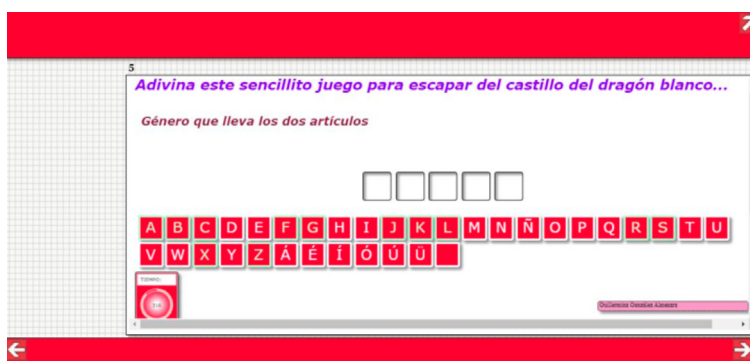 5
Adivina este sencillito juego para escapar del castillo del dragón blanco...
Género que lleva los dos artículos
A B C D E F G H I J K L M N Ñ O P Q R S T U
V W X Y Z Á É Í Ó Ú Ü
TIEMPO: